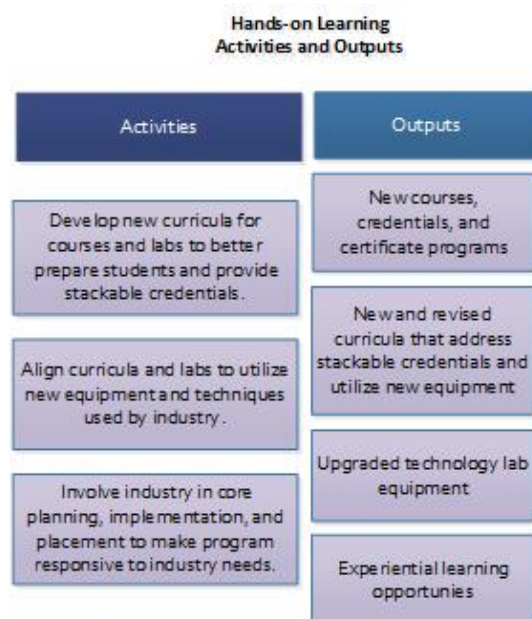 Hands-on Learning
Activities and Outputs
Activities
Develop new curricula for
courses and labs to better
prepare students and provide
stackable credentials.
Align curricula and labs to utilize
new equipment and techniques
used by industry.
Involve industry in core
planning, implementation, and
placement to make program
responsive to industry needs.
Outputs
New courses,
credentials, and
certificate programs
New and revised
curricula that address
stackable credentials and
utilize new equipment
Upgraded technology lab
equipment
Experiential learning
opportunies